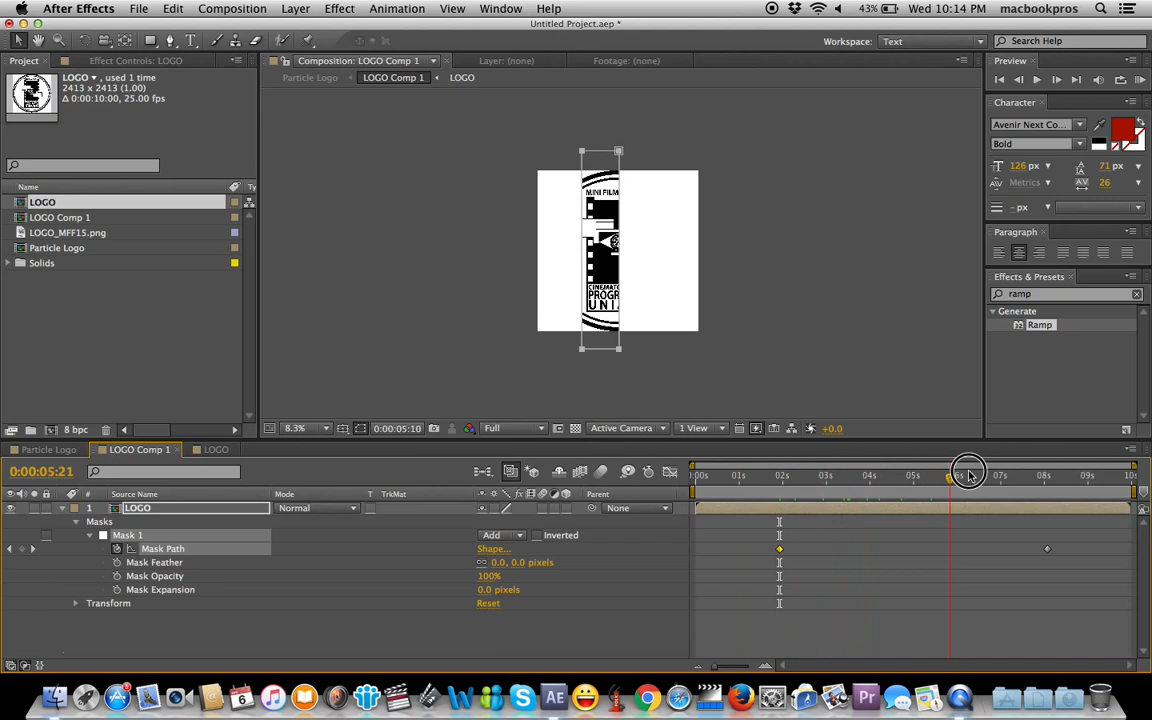 After Effects File Edit Composition Layer Effect Animation View Window Help 43% Wed 10:14 PM macbookpros
Untitled Project.aep *
Workspace: Text Search Help
Project Effect Controls: LOGO Composition: LOGO Comp 1 Layer: (none) Footage: (none) Preview
LOGO , used 1 time
2413 x 2413 (1.00)
Δ 0:00:10:00, 25.00 fps
Particle Logo LOGO Comp 1 LOGO
Character
Avenir Next Co...
Bold
126 px 71 px
Metrics 26
- px
Name Ty
LOGO
LOGO Comp 1
LOGO_MFF15.png
Particle Logo
Solids
MINI FILM
CINEMATO
PROGR
UNI
Paragraph
Effects & Presets
ramp
Generate
Ramp
8 bpc 8.3% 0:00:05:10 Full Active Camera 1 View +0.0
Particle Logo LOGO Comp 1 LOGO
0:00:05:21 :00s 01s 02s 03s 04s 05s 06s 07s 08s 09s 10s
# Source Name Mode T TrkMat Parent
1 LOGO Normal None
Masks
Mask 1 Add Inverted
Mask Path Shape...
Mask Feather 0.0, 0.0 pixels
Mask Opacity 100%
Mask Expansion 0.0 pixels
Transform Reset